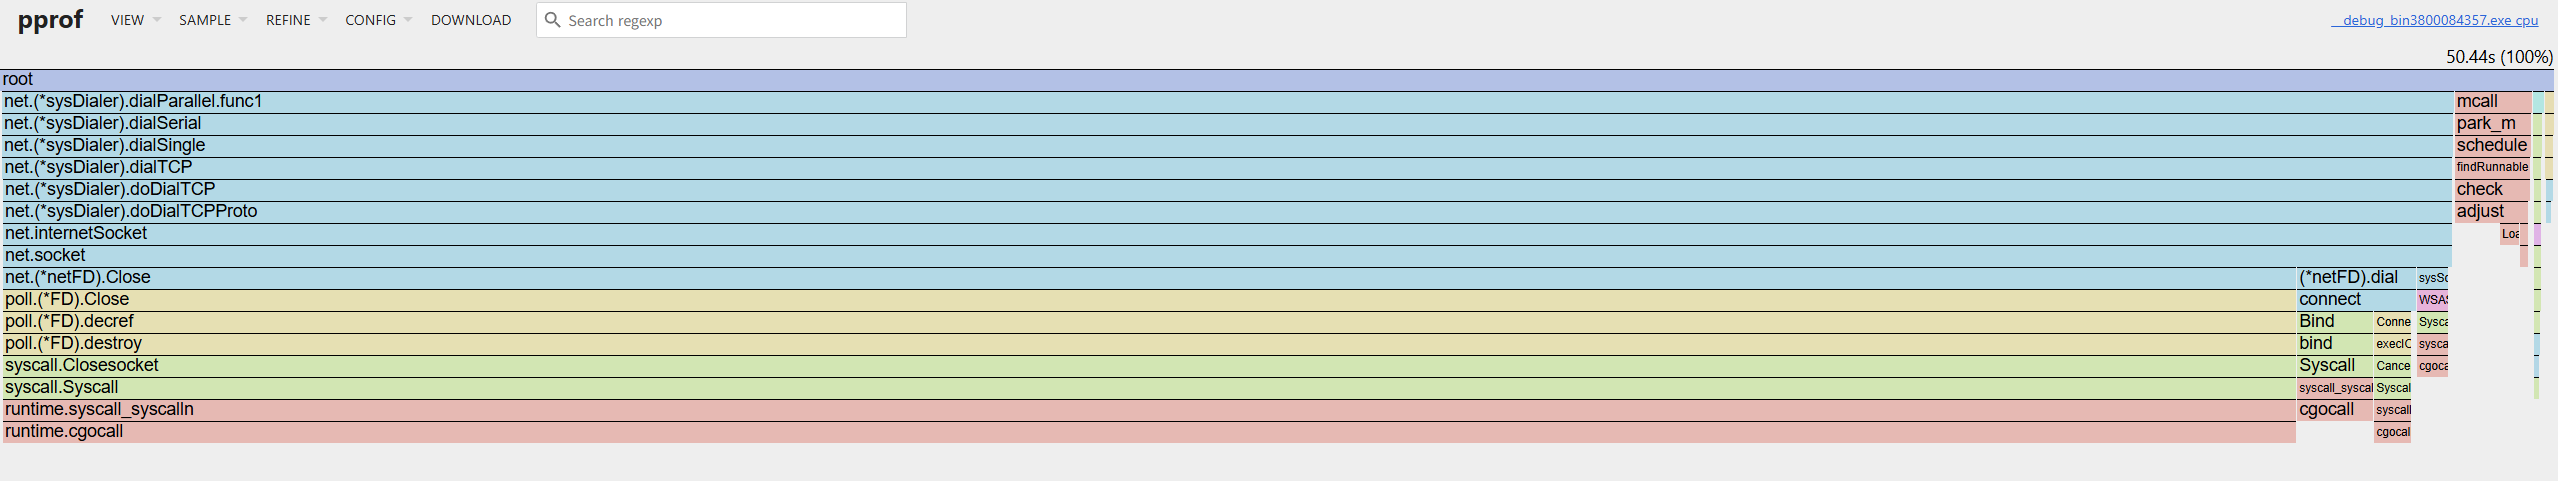 pprof VIEW SAMPLE REFINE CONFIG DOWNLOAD Search regexp __debug_bin3800084357.exe cpu
50.44s (100%)
root
net.(*sysDialer).dialParallel.func1 mcall
net.(*sysDialer).dialSerial park_m
net.(*sysDialer).dialSingle schedule
net.(*sysDialer).dialTCP findRunnable
net.(*sysDialer).doDialTCP check
net.(*sysDialer).doDialTCPProto adjust
net.internetSocket Loa
net.socket
net.(*netFD).Close (*netFD).dial sysSo
poll.(*FD).Close connect WSAS
poll.(*FD).decref Bind Conne Sysca
poll.(*FD).destroy bind execIO sysca
syscall.Closesocket Syscall Cance cgoca
syscall.Syscall syscall_syscal Syscal
runtime.syscall_syscalln cgocall syscall
runtime.cgocall cgocal